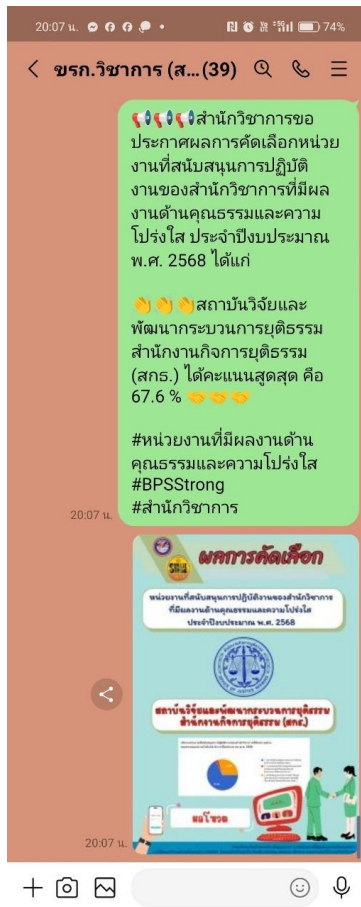 20:07 น.
74%
ขรก.วิชาการ (ส...(39)
📢📢📢สำนักวิชาการขอ
ประกาศผลการคัดเลือกหน่วย
งานที่สนับสนุนการปฏิบัติ
งานของสำนักวิชาการที่มีผล
งานด้านคุณธรรมและความ
โปร่งใส ประจำปีงบประมาณ
พ.ศ. 2568 ได้แก่
👏👏👏สถาบันวิจัยและ
พัฒนากระบวนการยุติธรรม
สำนักงานกิจการยุติธรรม
(สกธ.) ได้คะแนนสูงสุด คือ
67.6 % 🤝🤝🤝
#หน่วยงานที่มีผลงานด้าน
คุณธรรมและความโปร่งใส
#BPSStrong
#สำนักวิชาการ
20:07 น.
ผลการคัดเลือก
หน่วยงานที่สนับสนุนการปฏิบัติงานของสำนักวิชาการ
ที่มีผลงานด้านคุณธรรมและความโปร่งใส
ประจำปีงบประมาณ พ.ศ. 2568
สถาบันวิจัยและพัฒนากระบวนการยุติธรรม
สำนักงานกิจการยุติธรรม (สกธ.)
ผลโหวต
20:07 น.